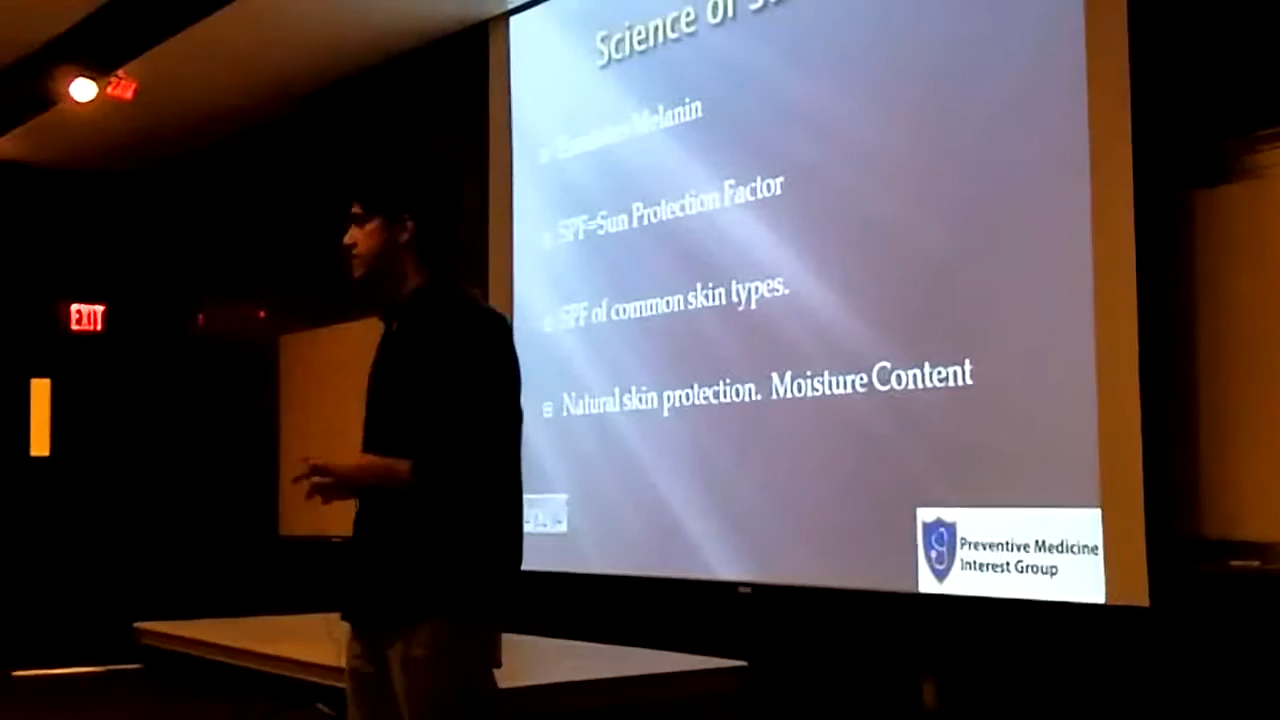 Science of
Melanin
SPF=Sun Protection Factor
SPF of common skin types.
Natural skin protection. Moisture Content
Preventive Medicine
Interest Group
EXIT